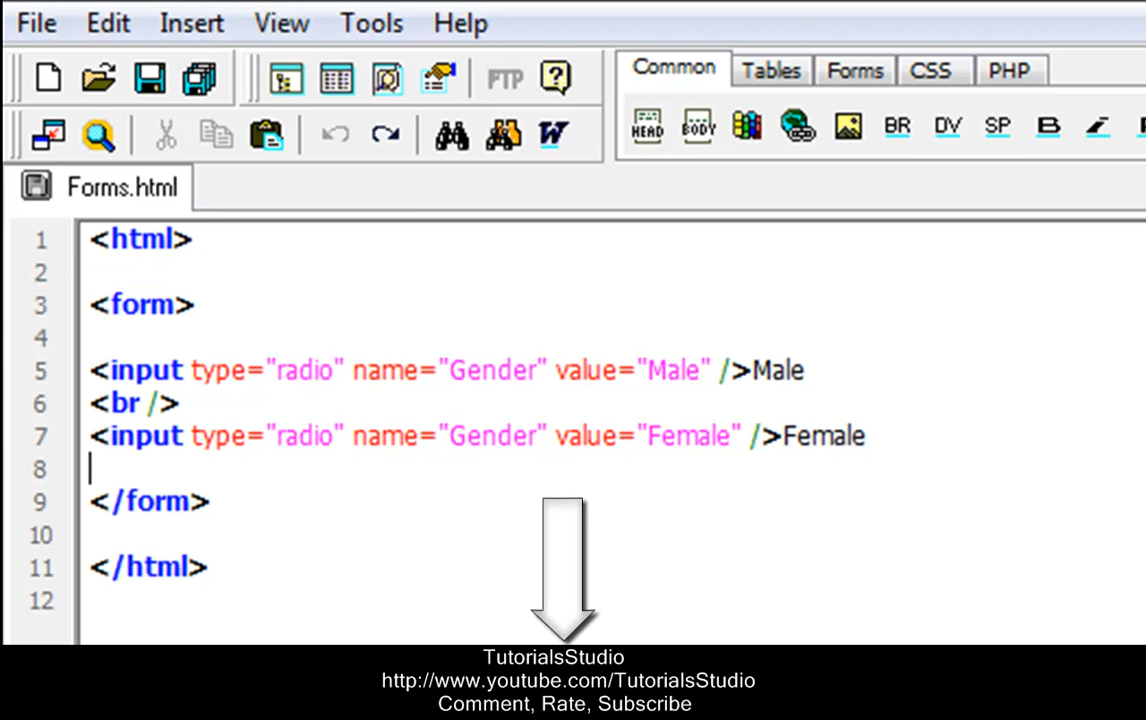 File Edit Insert View Tools Help
Common Tables Forms CSS PHP
FTP
HEAD BODY BR DV SP B
W
Forms.html
1 <html>
2
3 <form>
4
5 <input type="radio" name="Gender" value="Male" />Male
6 <br />
7 <input type="radio" name="Gender" value="Female" />Female
8
9 </form>
10
11 </html>
12
TutorialsStudio
http://www.youtube.com/TutorialsStudio
Comment, Rate, Subscribe